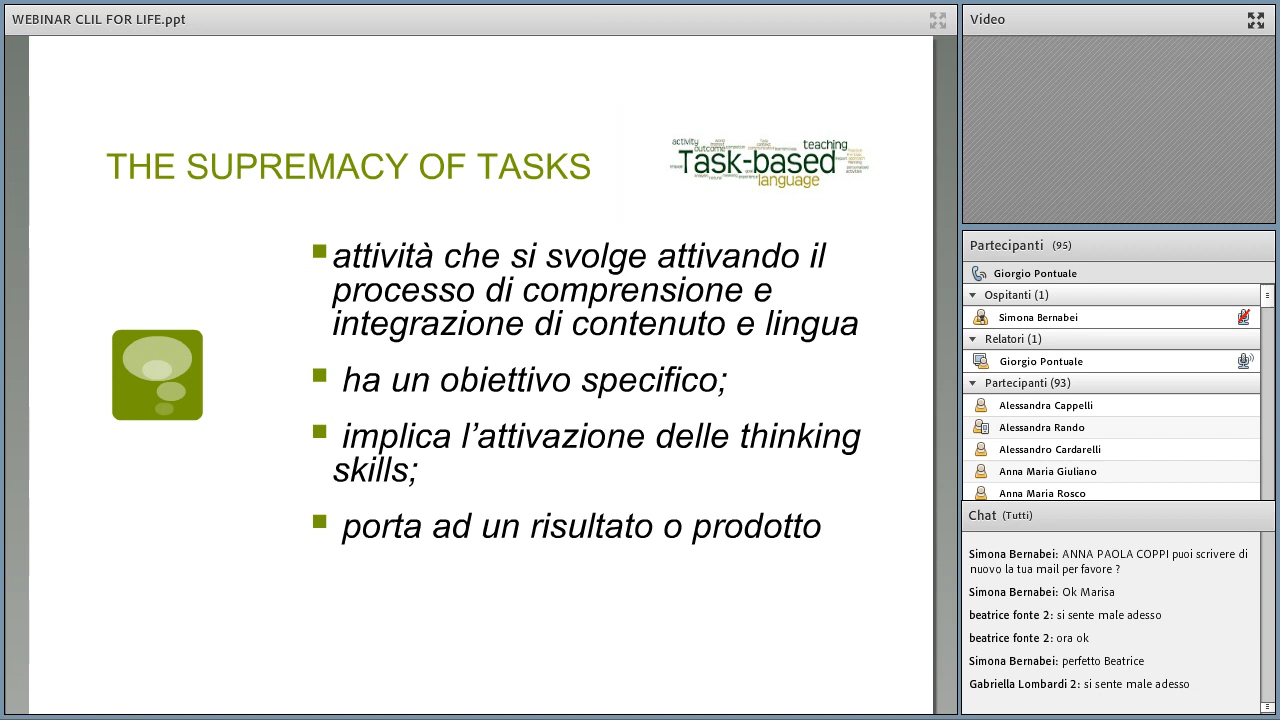 WEBINAR CLIL FOR LIFE.ppt
THE SUPREMACY OF TASKS
activity
outcome
teaching
Task-based
language
attività che si svolge attivando il
processo di comprensione e
integrazione di contenuto e lingua
ha un obiettivo specifico;
implica l’attivazione delle thinking
skills;
porta ad un risultato o prodotto
Video
Partecipanti (95)
Giorgio Pontuale
Ospitanti (1)
Simona Bernabei
Relatori (1)
Giorgio Pontuale
Partecipanti (93)
Alessandra Cappelli
Alessandra Rando
Alessandro Cardarelli
Anna Maria Giuliano
Anna Maria Rosco
Chat (Tutti)
Simona Bernabei: ANNA PAOLA COPPI puoi scrivere di
nuovo la tua mail per favore ?
Simona Bernabei: Ok Marisa
beatrice fonte 2: si sente male adesso
beatrice fonte 2: ora ok
Simona Bernabei: perfetto Beatrice
Gabriella Lombardi 2: si sente male adesso